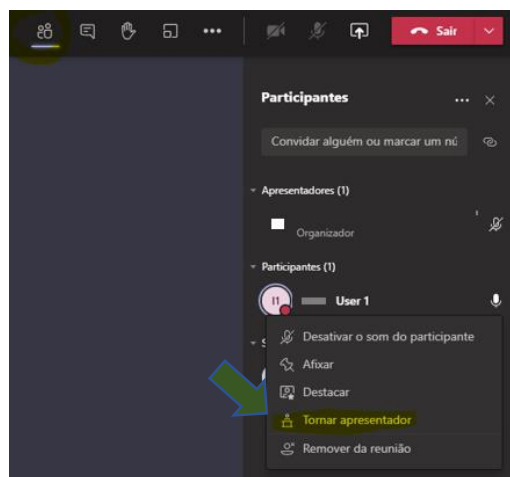 Sair
Participantes
Convidar alguém ou marcar um nú
Apresentadores (1)
Organizador
Participantes (1)
I1 User 1
Desativar o som do participante
S
Afixar
Destacar
Tornar apresentador
Remover da reunião